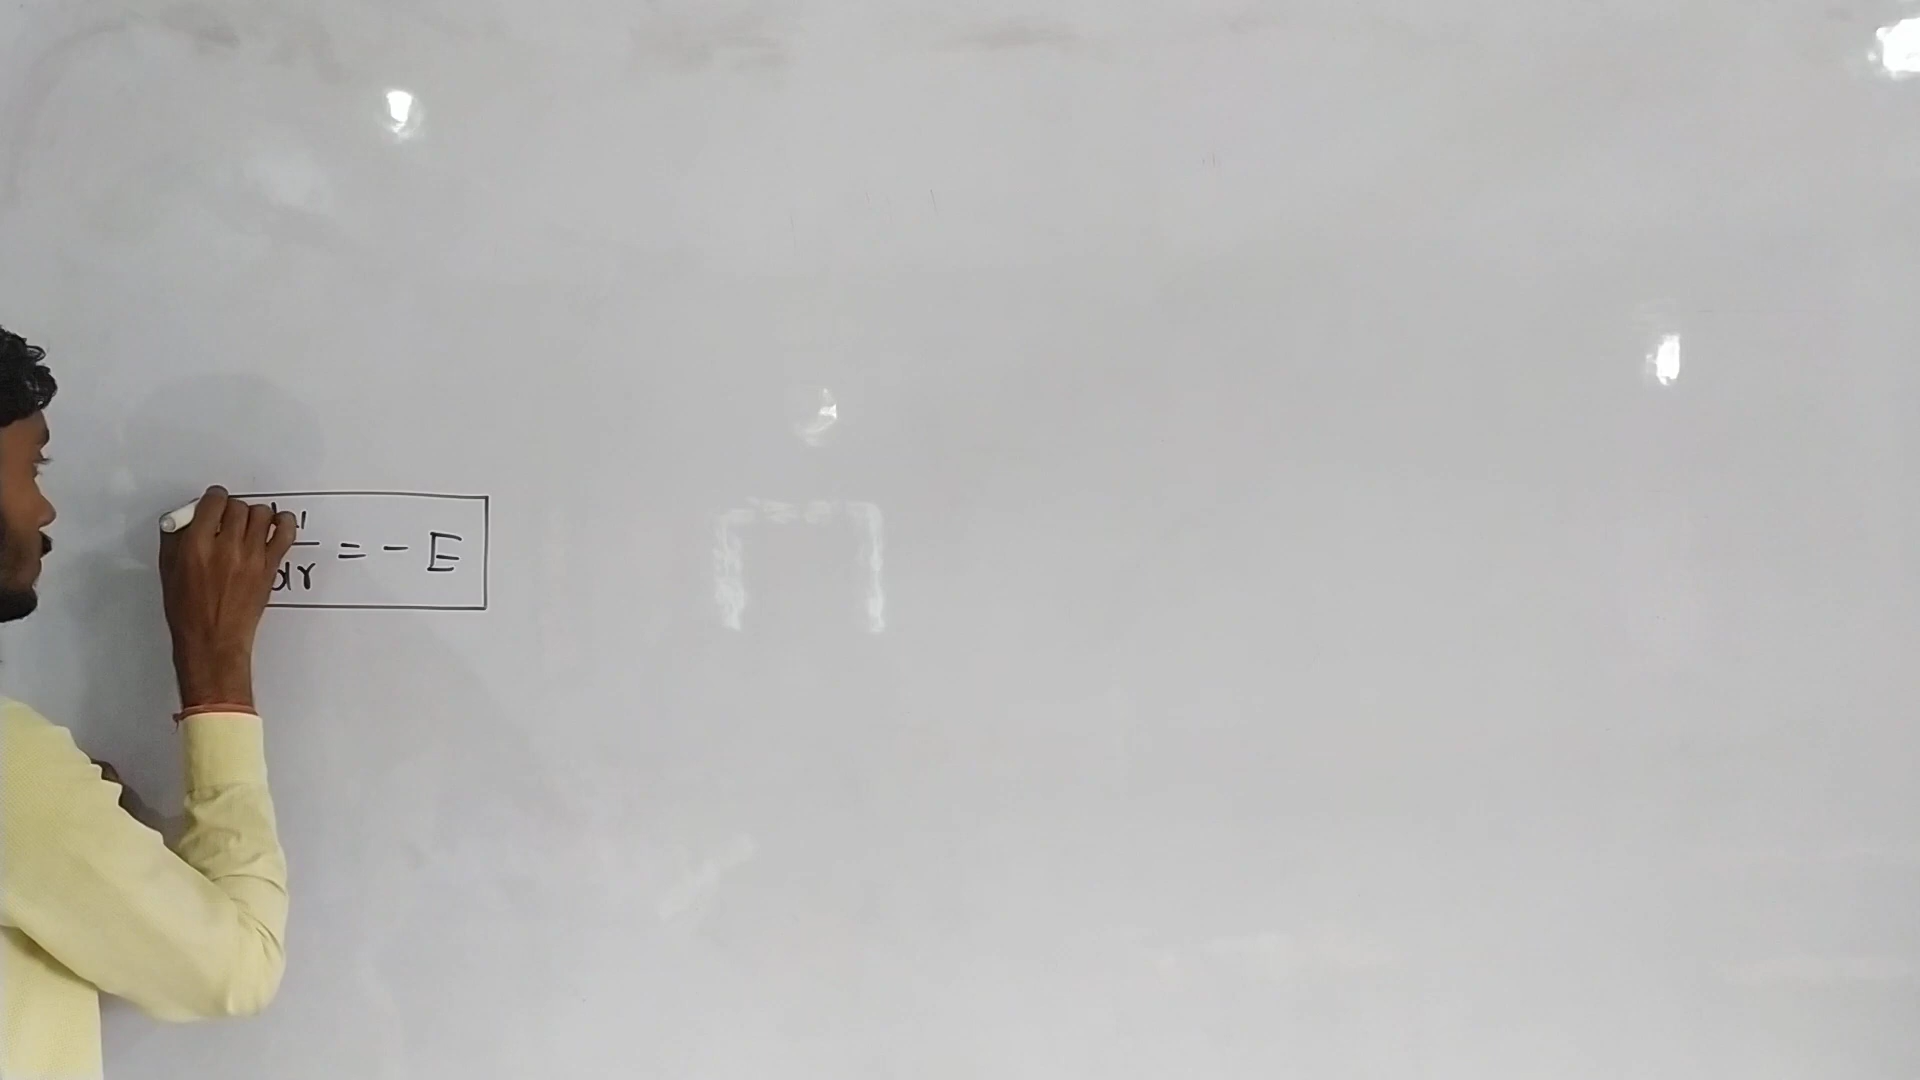 dr = - E